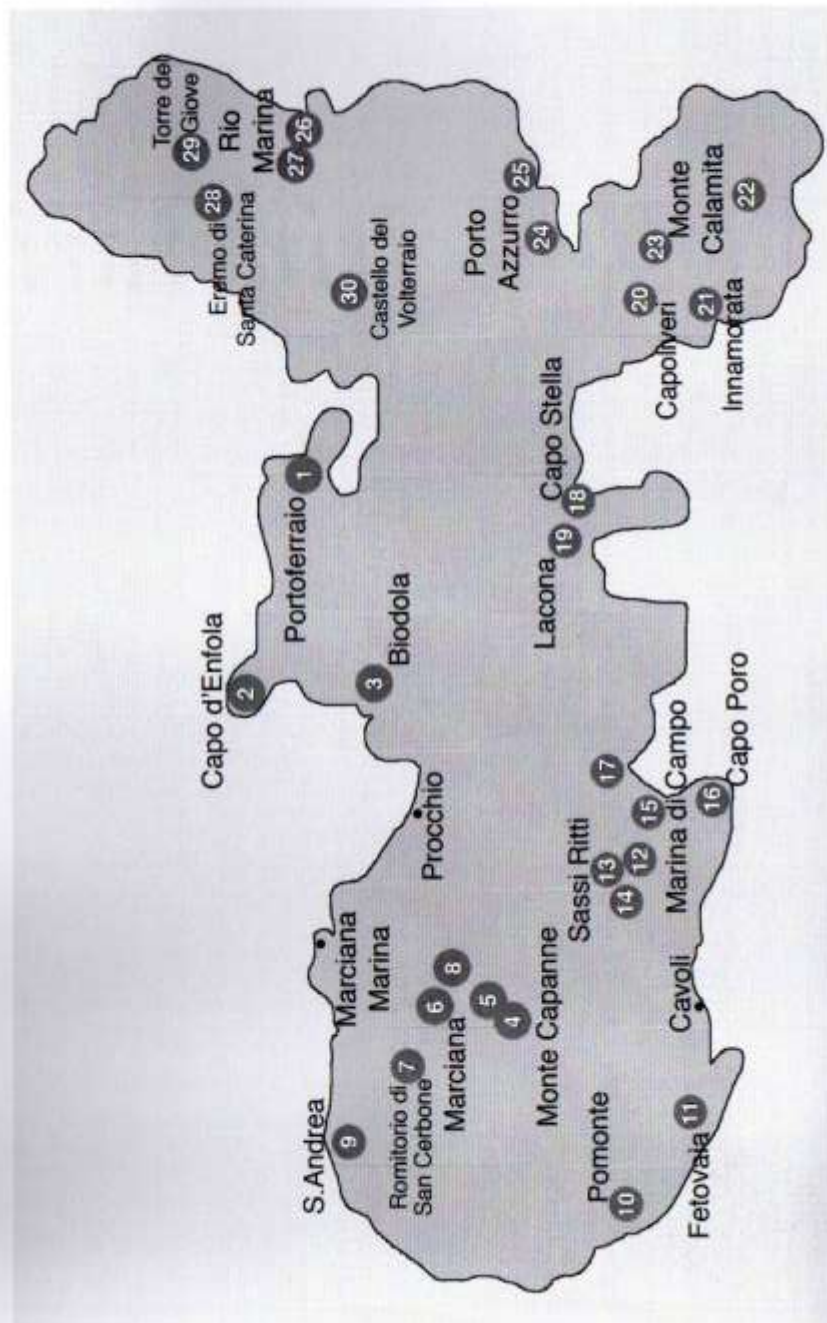 Torre del
Giove
29
Rio
Marina
28
Eremo di
Santa Caterina
26
27
Capo d'Enfola
2
Portoferraio
1
30
Castello del
Volterraio
S.Andrea
9
Marciana
Marina
3
Biodola
Romitorio di
San Cerbone
7
6
8
Marciana
Procchio
5
4
Monte Capanne
Porto
Azzurro
25
24
Capo Stella
18
19
Lacona
Sassi Ritti
13
17
14
12
15
Marina di Campo
16
Capo Poro
Pomonte
10
Cavoli
11
Fetovaia
20
23
Capoliveri
Monte
Calamita
21
22
Innamorata